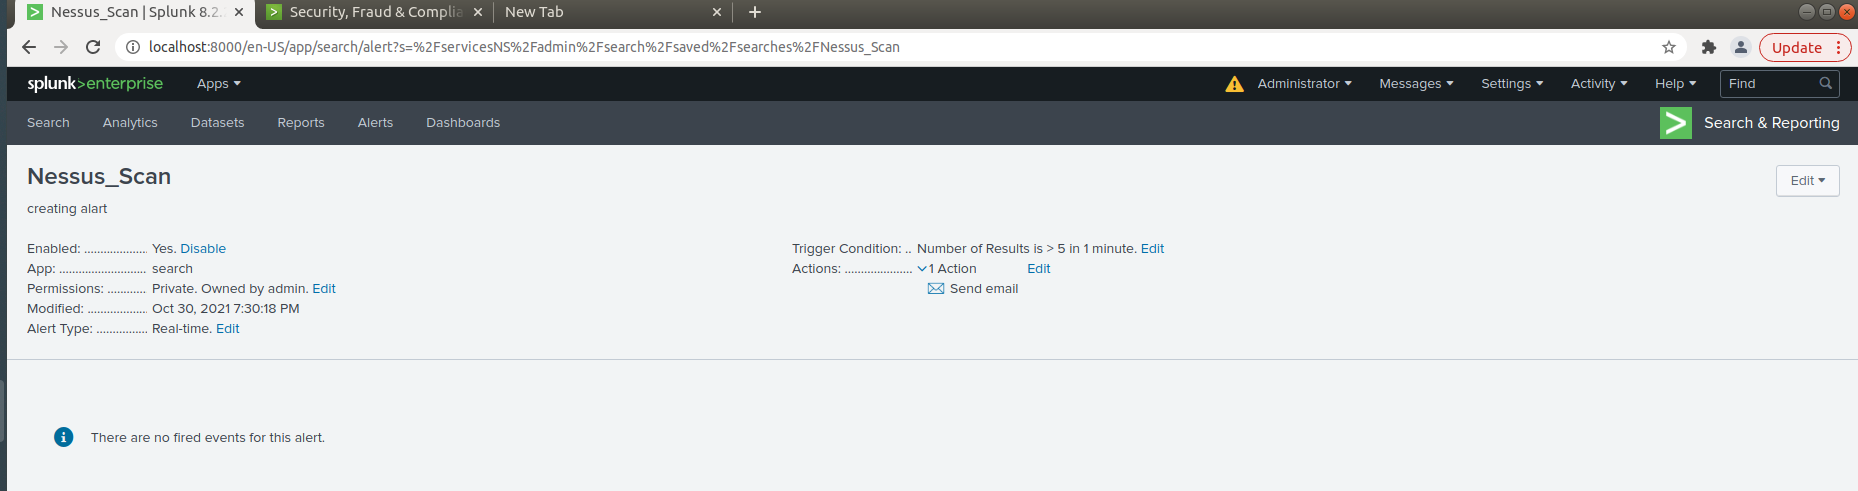 Nessus_Scan | Splunk 8.2. Security, Fraud & Complia New Tab
localhost:8000/en-US/app/search/alert?s=%2FservicesNS%2Fadmin%2Fsearch%2Fsaved%2Fsearches%2FNessus_Scan Update
splunk>enterprise Apps Administrator Messages Settings Activity Help Find
Search Analytics Datasets Reports Alerts Dashboards Search & Reporting
Nessus_Scan Edit
creating alart
Enabled: ................... Yes. Disable
App: ........................... search
Permissions: ............ Private. Owned by admin. Edit
Modified: .................. Oct 30, 2021 7:30:18 PM
Alert Type: ................ Real-time. Edit
Trigger Condition: .. Number of Results is > 5 in 1 minute. Edit
Actions: ..................... 1 Action Edit
Send email
There are no fired events for this alert.